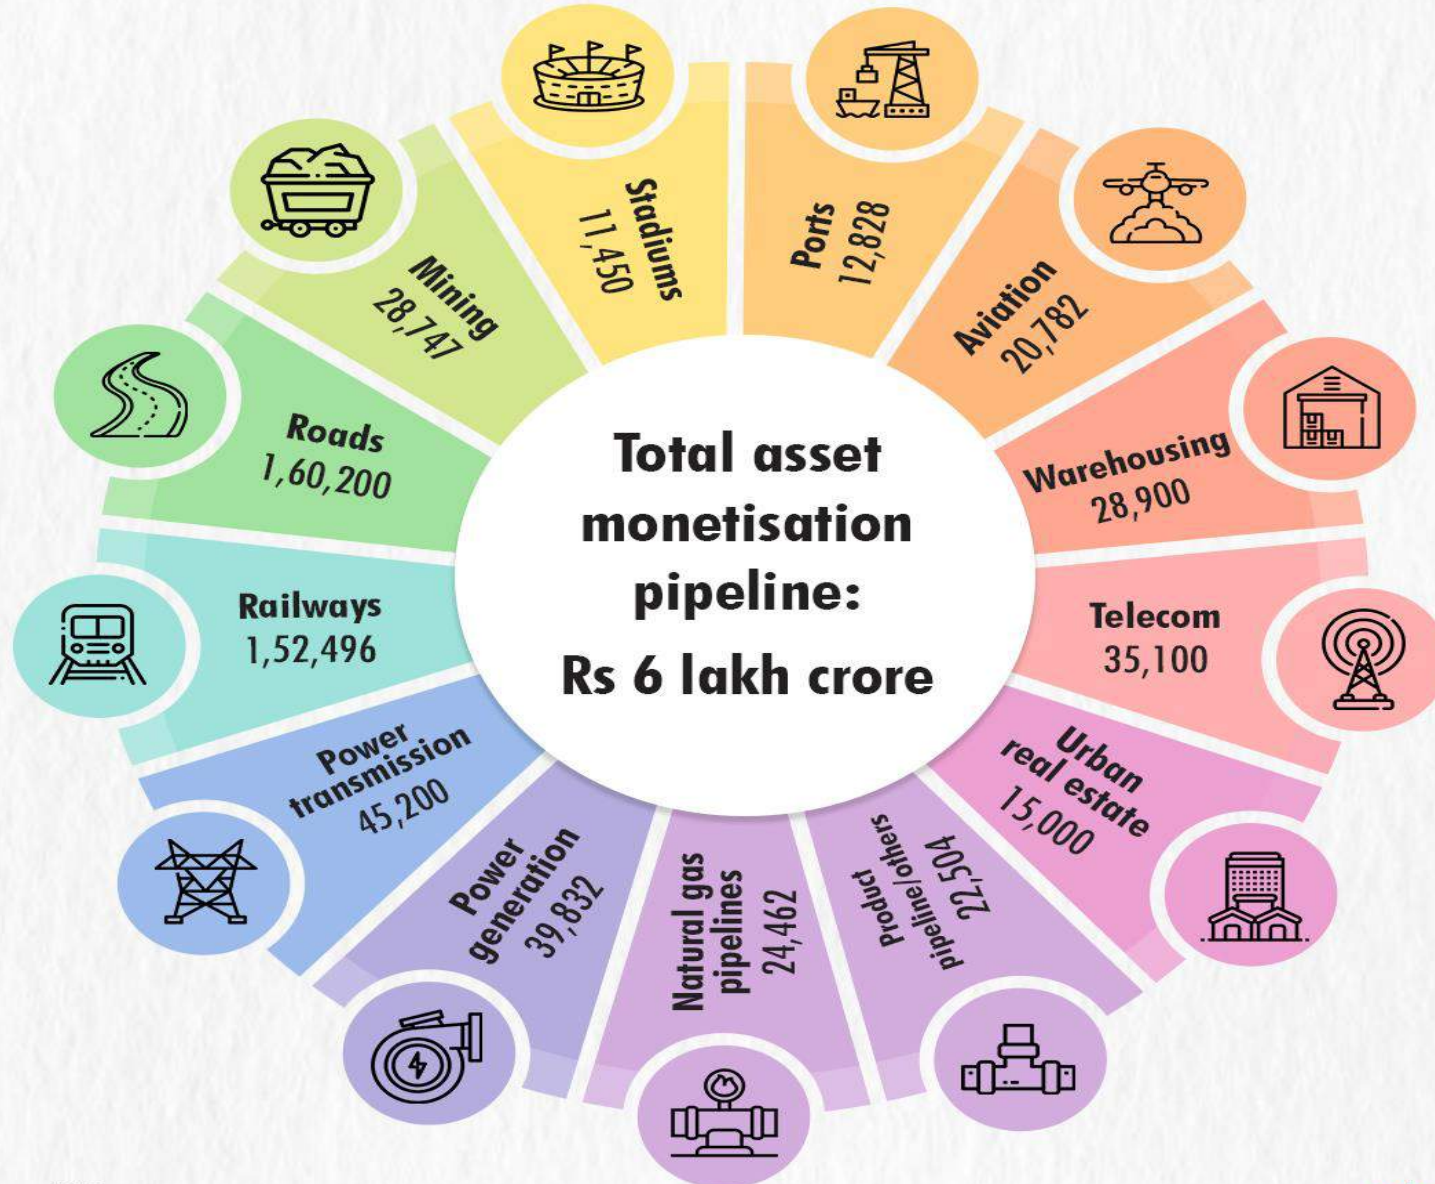 Total asset
monetisation
pipeline:
Rs 6 lakh crore
Ports
12,828
Aviation
20,782
Warehousing
28,900
Telecom
35,100
Urban
real estate
15,000
Product
pipeline/others
22,504
Natural gas
pipelines
24,462
Power
generation
39,832
Power
transmission
45,200
Railways
1,52,496
Roads
1,60,200
Mining
28,747
Stadiums
11,450